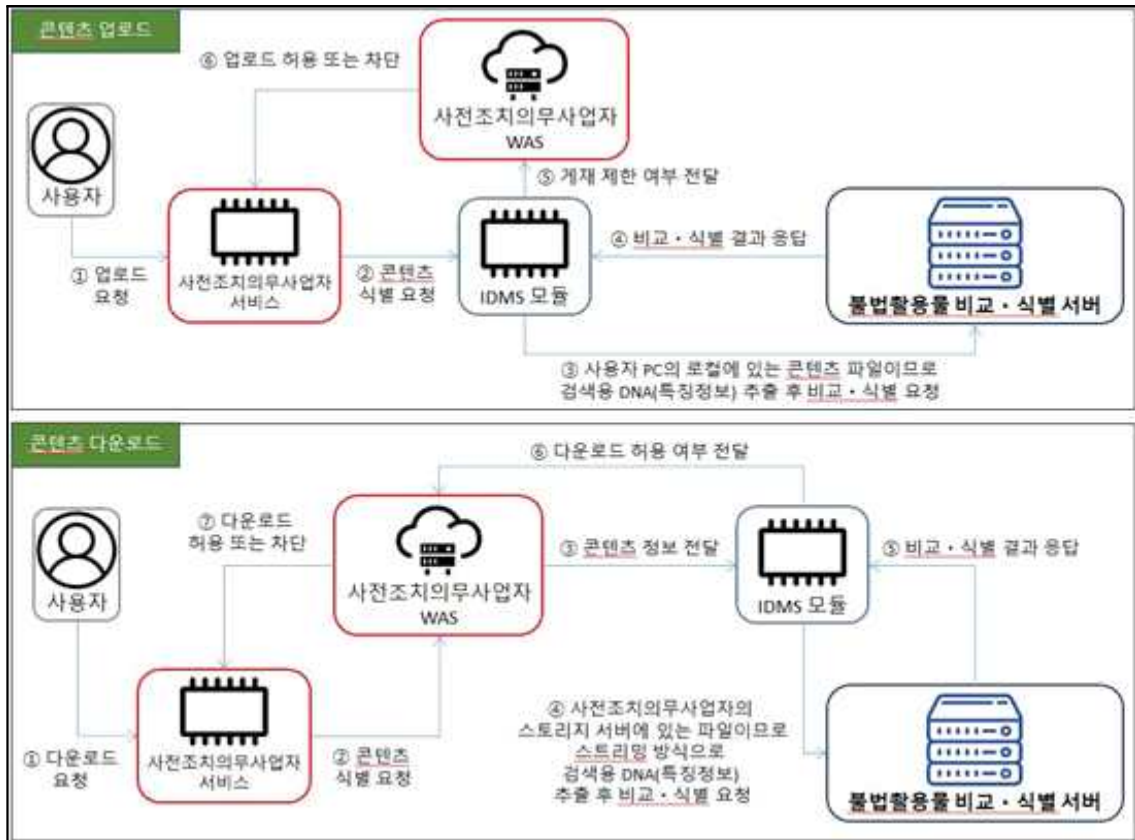 콘텐츠 업로드
⑥ 업로드 허용 또는 차단
사전조치의무사업자
WAS
사용자
⑤ 게재 제한 여부 전달
④ 비교・식별 결과 응답
① 업로드
요청
사전조치의무사업자
서비스
② 콘텐츠
식별 요청
IDMS 모듈
불법활용물 비교・식별 서버
③ 사용자 PC의 로컬에 있는 콘텐츠 파일이므로
검색용 DNA(특징정보) 추출 후 비교・식별 요청
콘텐츠 다운로드
⑥ 다운로드 허용 여부 전달
⑦ 다운로드
허용 또는 차단
③ 콘텐츠 정보 전달
⑤ 비교・식별 결과 응답
사용자
사전조치의무사업자
WAS
IDMS 모듈
④ 사전조치의무사업자의
스토리지 서버에 있는 파일이므로
스트리밍 방식으로
검색용 DNA(특징정보)
추출 후 비교・식별 요청
① 다운로드
요청
사전조치의무사업자
서비스
② 콘텐츠
식별 요청
불법활용물 비교・식별 서버